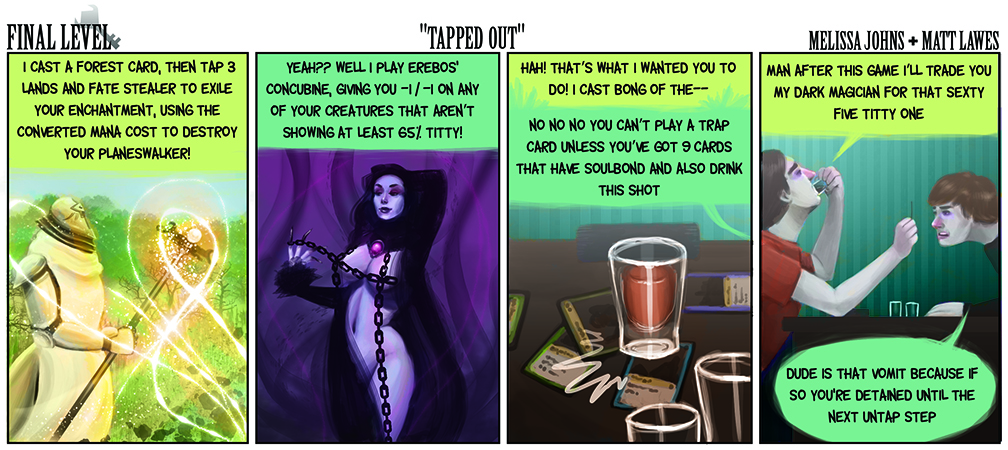 FINAL LEVEL
"TAPPED OUT"
MELISSA JOHNS + MATT LAWES
I CAST A FOREST CARD, THEN TAP 3
LANDS AND FATE STEALER TO EXILE
YOUR ENCHANTMENT, USING THE
CONVERTED MANA COST TO DESTROY
YOUR PLANESWALKER!
YEAH?? WELL I PLAY EREBOS'
CONCUBINE, GIVING YOU -1 / -1 ON ANY
OF YOUR CREATURES THAT AREN'T
SHOWING AT LEAST 65% TITTY!
HAH! THAT'S WHAT I WANTED YOU TO
DO! I CAST BONG OF THE--
NO NO NO YOU CAN'T PLAY A TRAP
CARD UNLESS YOU'VE GOT 9 CARDS
THAT HAVE SOULBOND AND ALSO DRINK
THIS SHOT
MAN AFTER THIS GAME I'LL TRADE YOU
MY DARK MAGICIAN FOR THAT SEXTY
FIVE TITTY ONE
DUDE IS THAT VOMIT BECAUSE IF
SO YOU'RE DETAINED UNTIL THE
NEXT UNTAP STEP